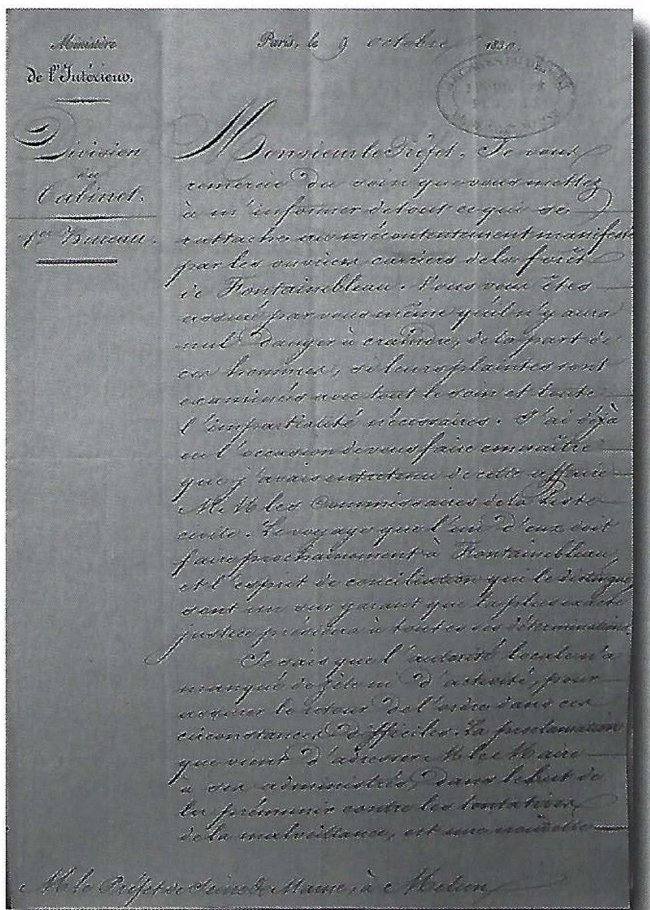 Ministère
de l'Intérieur.
Division
du
Cabinet.
1er Bureau.
Paris, le 9 octobre 1830.
ARCHIVES
Monsieur le Préfet. Je vous
remercie du soin que vous mettez
à m'informer de tout ce qui se
rattache au mécontentement manifesté
par les ouvriers carriers de la forêt
de Fontainebleau. Vous vous êtes
assuré par vous même qu'il n'y aura
nul danger à craindre, de la part de
ces hommes, si leurs plaintes sont
examinées avec tout le soin et toute
l'impartialité nécessaires. J'ai déjà
eu l'occasion de vous faire connaître
que j'avais entretenu de cette affaire
MM les Commissaires de la liste
civile. Le voyage que l'un d'eux doit
faire prochainement à Fontainebleau
et l'esprit de conciliation qui le distingue
sont un sur garant que la plus exacte
justice présidera à toutes ses déterminations.
Je sais que l'autorité locale n'a
manqué de zèle ni d'activité, pour
assurer le retour de l'ordre dans ces
circonstances difficiles. La proclamation
que vient d'adresser M. le Maire
à ses administrés, dans le but de
les prémunir contre les tentatives
de la malveillance, est une nouvelle
M. le Préfet de Seine & Marne, à Melun